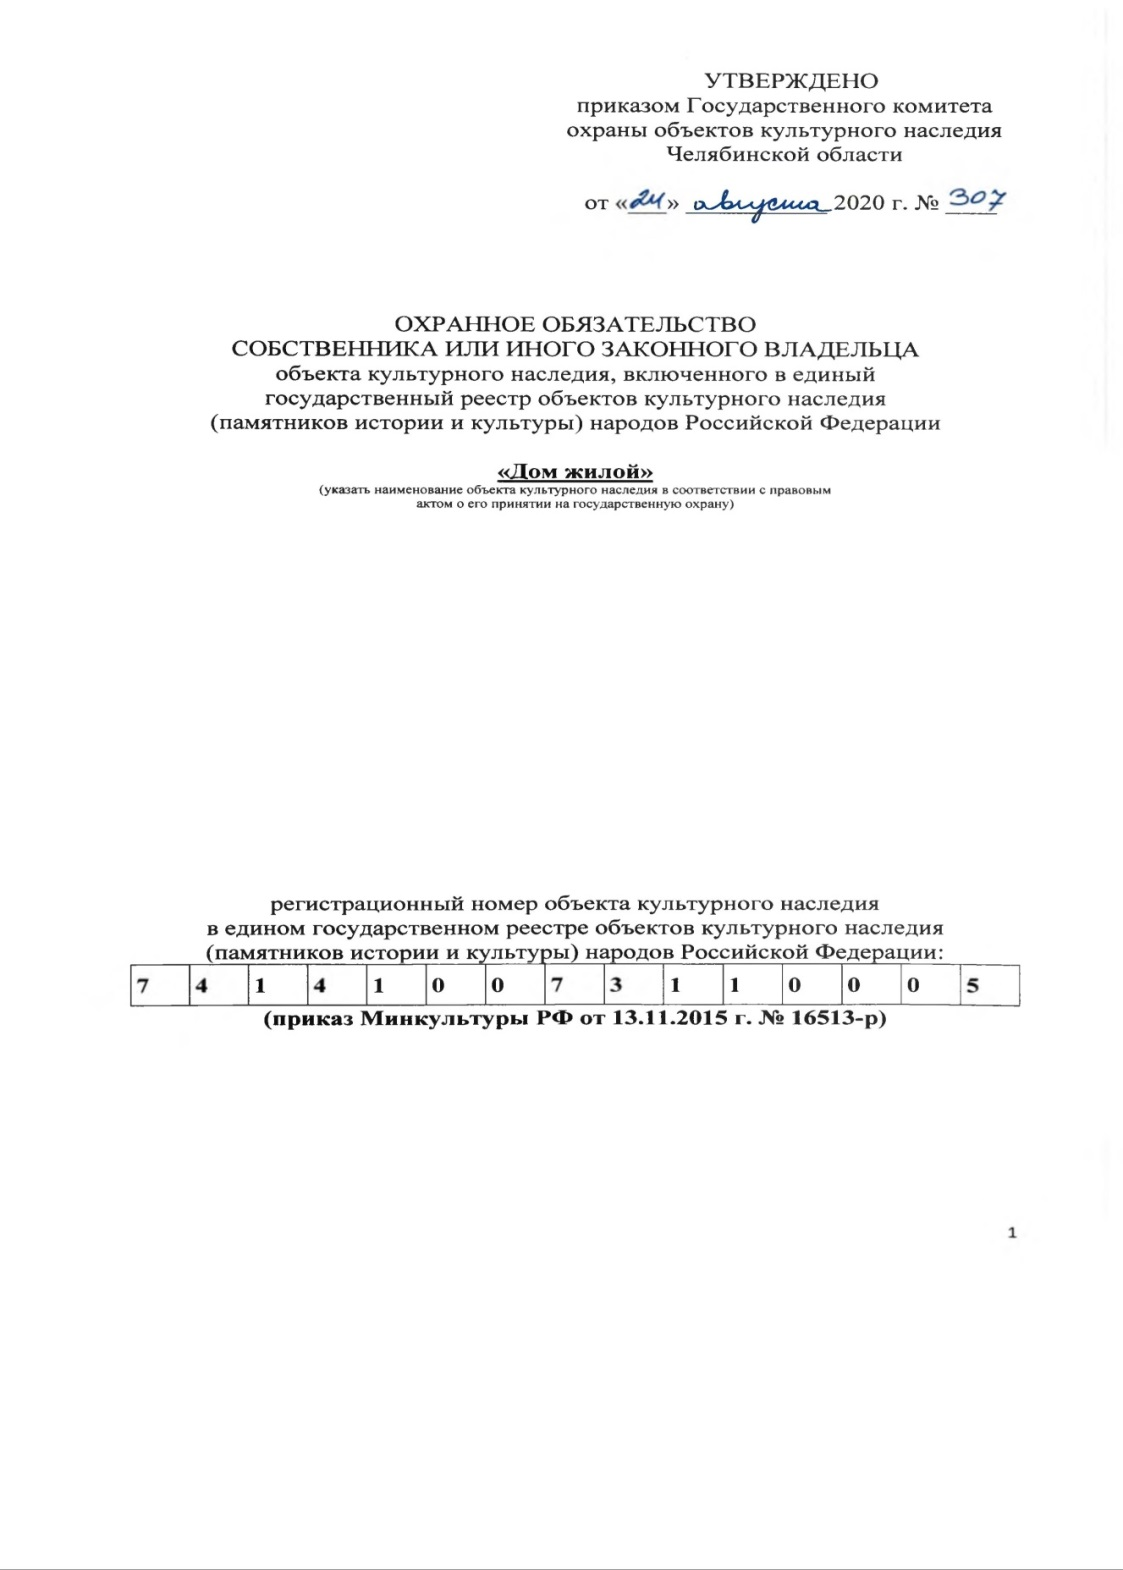 УТВЕРЖДЕНО
приказом Государственного комитета
охраны объектов культурного наследия
Челябинской области
от «24» августа 2020 г. № 307
ОХРАННОЕ ОБЯЗАТЕЛЬСТВО
СОБСТВЕННИКА ИЛИ ИНОГО ЗАКОННОГО ВЛАДЕЛЬЦА
объекта культурного наследия, включенного в единый
государственный реестр объектов культурного наследия
(памятников истории и культуры) народов Российской Федерации
«Дом жилой»
(указать наименование объекта культурного наследия в соответствии с правовым
актом о его принятии на государственную охрану)
регистрационный номер объекта культурного наследия
в едином государственном реестре объектов культурного наследия
(памятников истории и культуры) народов Российской Федерации:
7 4 1 4 1 0 0 7 3 1 1 0 0 0 5
(приказ Минкультуры РФ от 13.11.2015 г. № 16513-р)
1